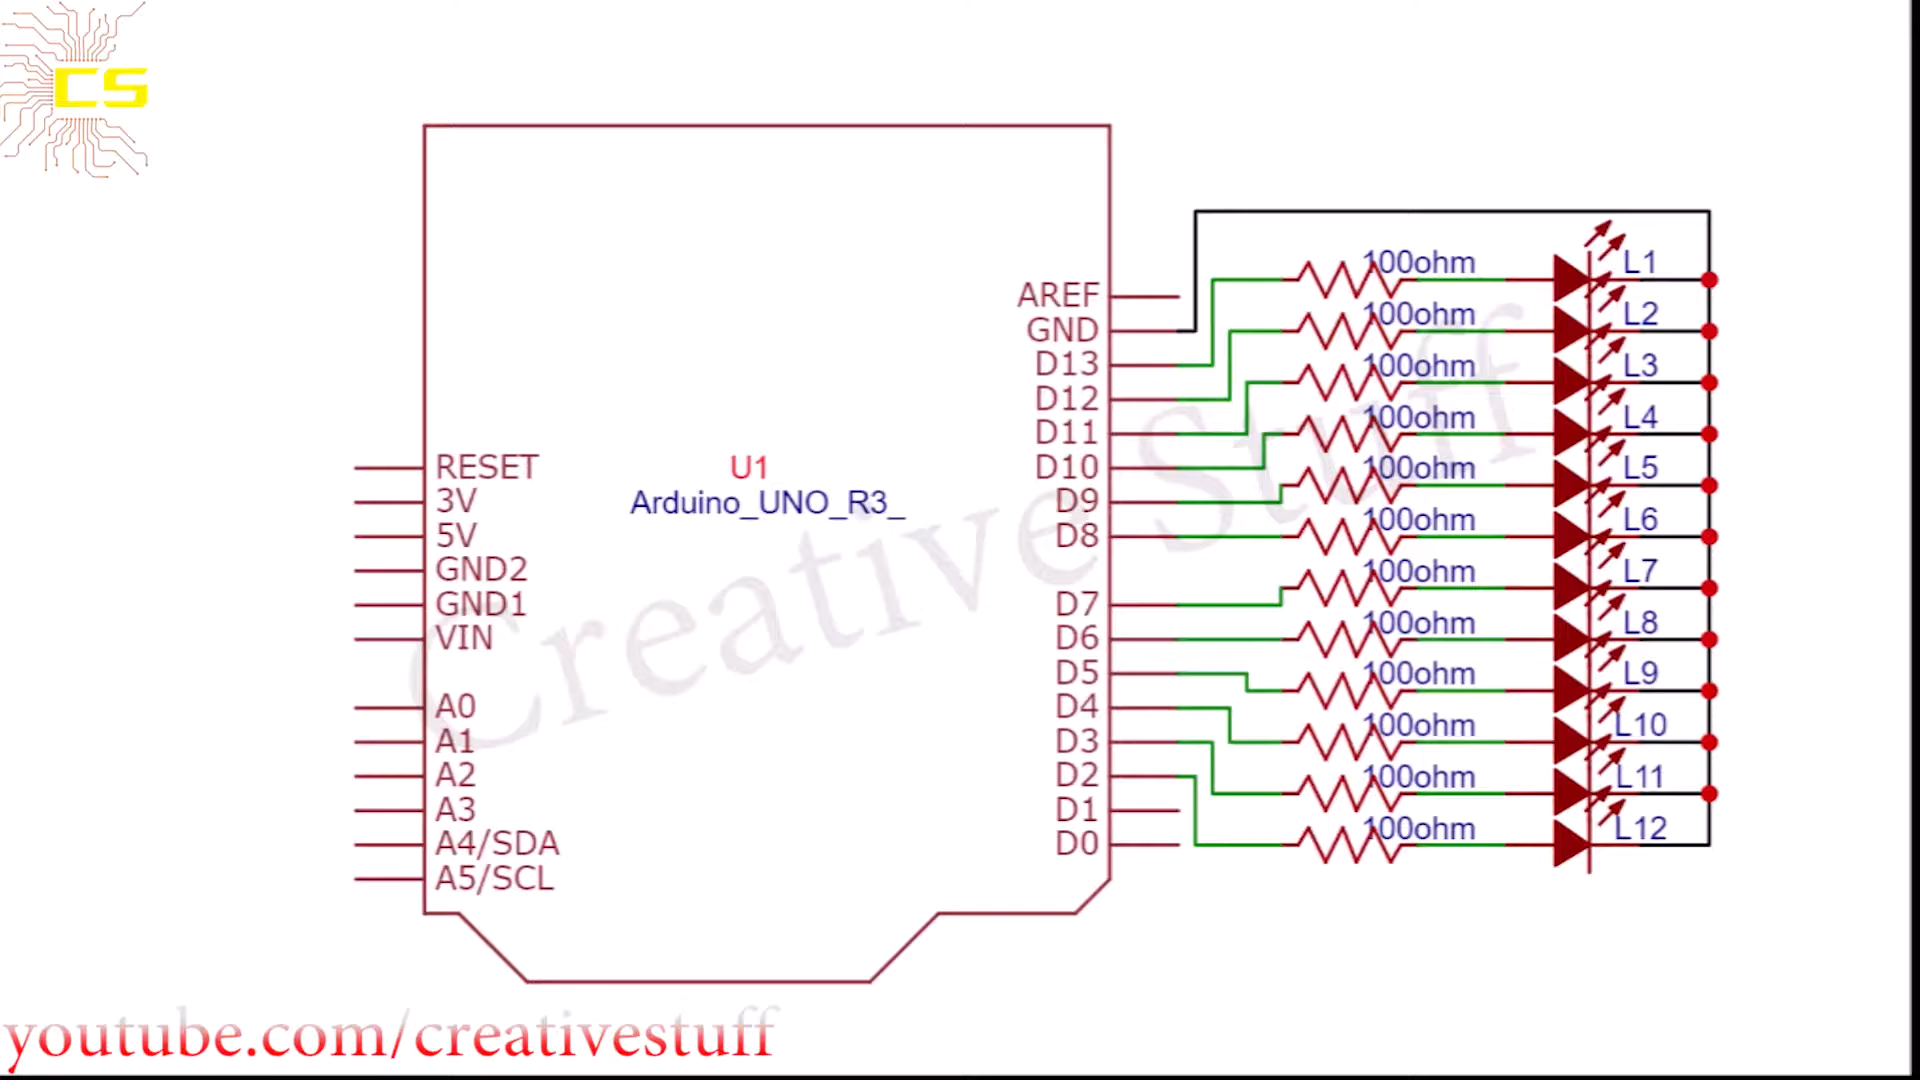 CS
AREF
GND
D13
D12
D11
D10
D9
D8
D7
D6
D5
D4
D3
D2
D1
D0
RESET
3V
5V
GND2
GND1
VIN
A0
A1
A2
A3
A4/SDA
A5/SCL
U1
Arduino_UNO_R3_
100ohm L1
100ohm L2
100ohm L3
100ohm L4
100ohm L5
100ohm L6
100ohm L7
100ohm L8
100ohm L9
100ohm L10
100ohm L11
100ohm L12
Creative Stuff
youtube.com/creativestuff